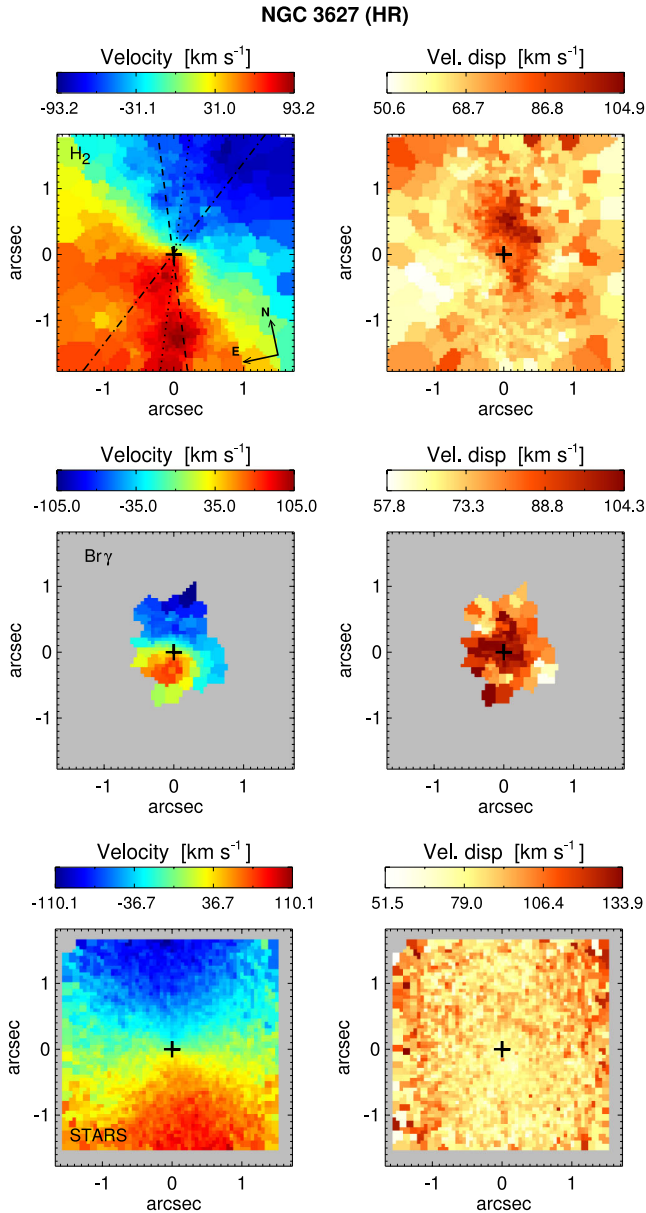 NGC 3627 (HR)
Velocity [km s⁻¹]
-93.2 -31.1 31.0 93.2
Vel. disp [km s⁻¹]
50.6 68.7 86.8 104.9
H₂
N
E
arcsec
1
0
-1
-1 0 1
arcsec
arcsec
1
0
-1
-1 0 1
arcsec
Velocity [km s⁻¹]
-105.0 -35.0 35.0 105.0
Vel. disp [km s⁻¹]
57.8 73.3 88.8 104.3
Brγ
arcsec
1
0
-1
-1 0 1
arcsec
arcsec
1
0
-1
-1 0 1
arcsec
Velocity [km s⁻¹]
-110.1 -36.7 36.7 110.1
Vel. disp [km s⁻¹]
51.5 79.0 106.4 133.9
arcsec
1
0
-1
STARS
-1 0 1
arcsec
arcsec
1
0
-1
-1 0 1
arcsec